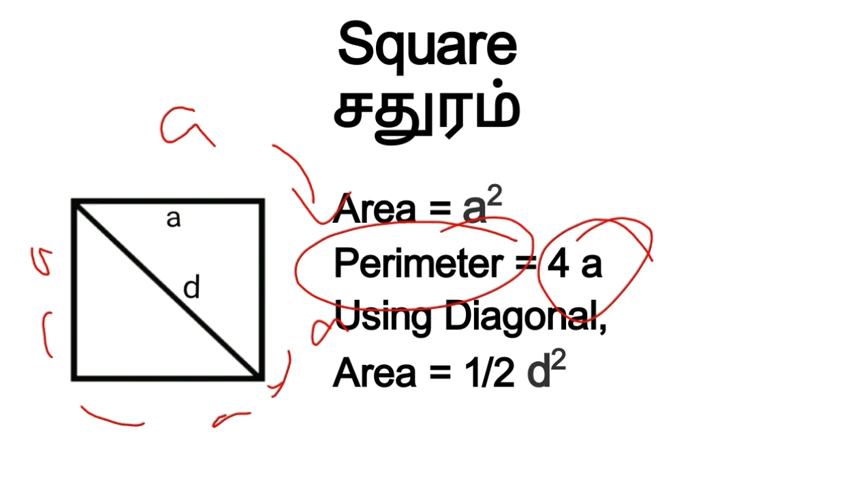 Square
சதுரம்
a
a
d
Area = a²
Perimeter = 4 a
Using Diagonal,
Area = 1/2 d²